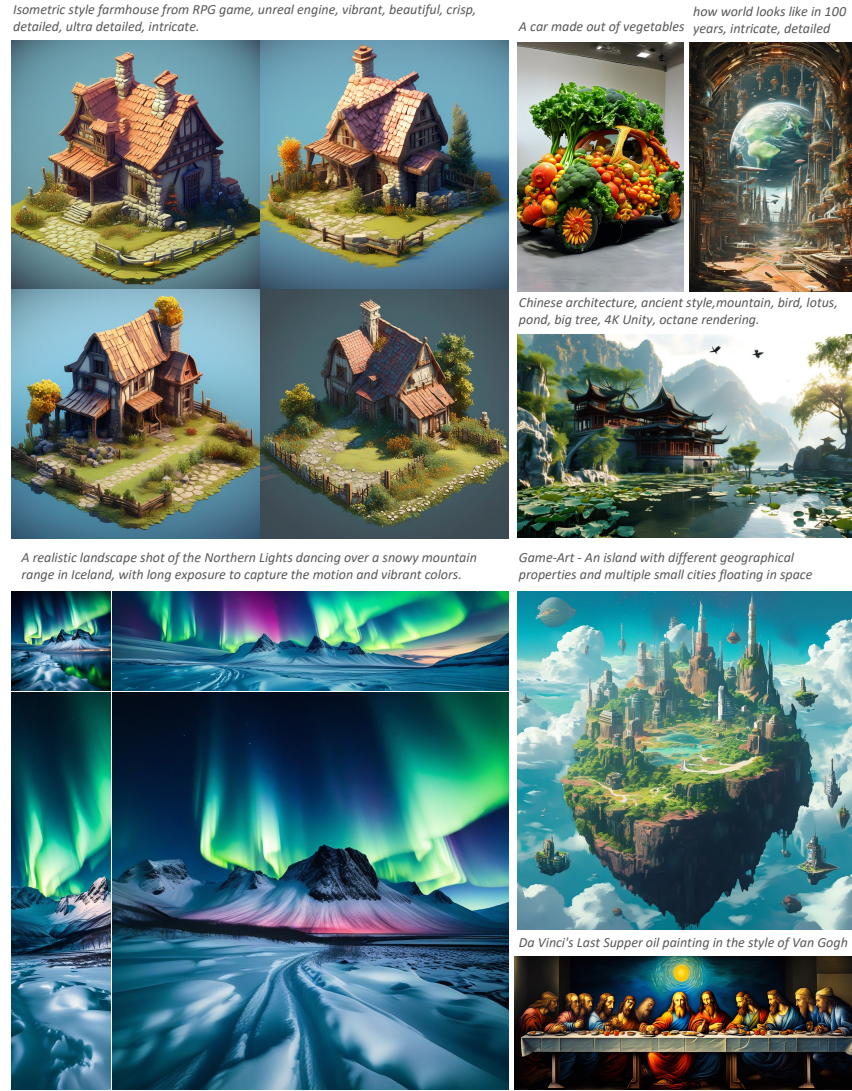 Isometric style farmhouse from RPG game, unreal engine, vibrant, beautiful, crisp,
detailed, ultra detailed, intricate.
A car made out of vegetables
how world looks like in 100
years, intricate, detailed
Chinese architecture, ancient style,mountain, bird, lotus,
pond, big tree, 4K Unity, octane rendering.
A realistic landscape shot of the Northern Lights dancing over a snowy mountain
range in Iceland, with long exposure to capture the motion and vibrant colors.
Game-Art - An island with different geographical
properties and multiple small cities floating in space
Da Vinci's Last Supper oil painting in the style of Van Gogh